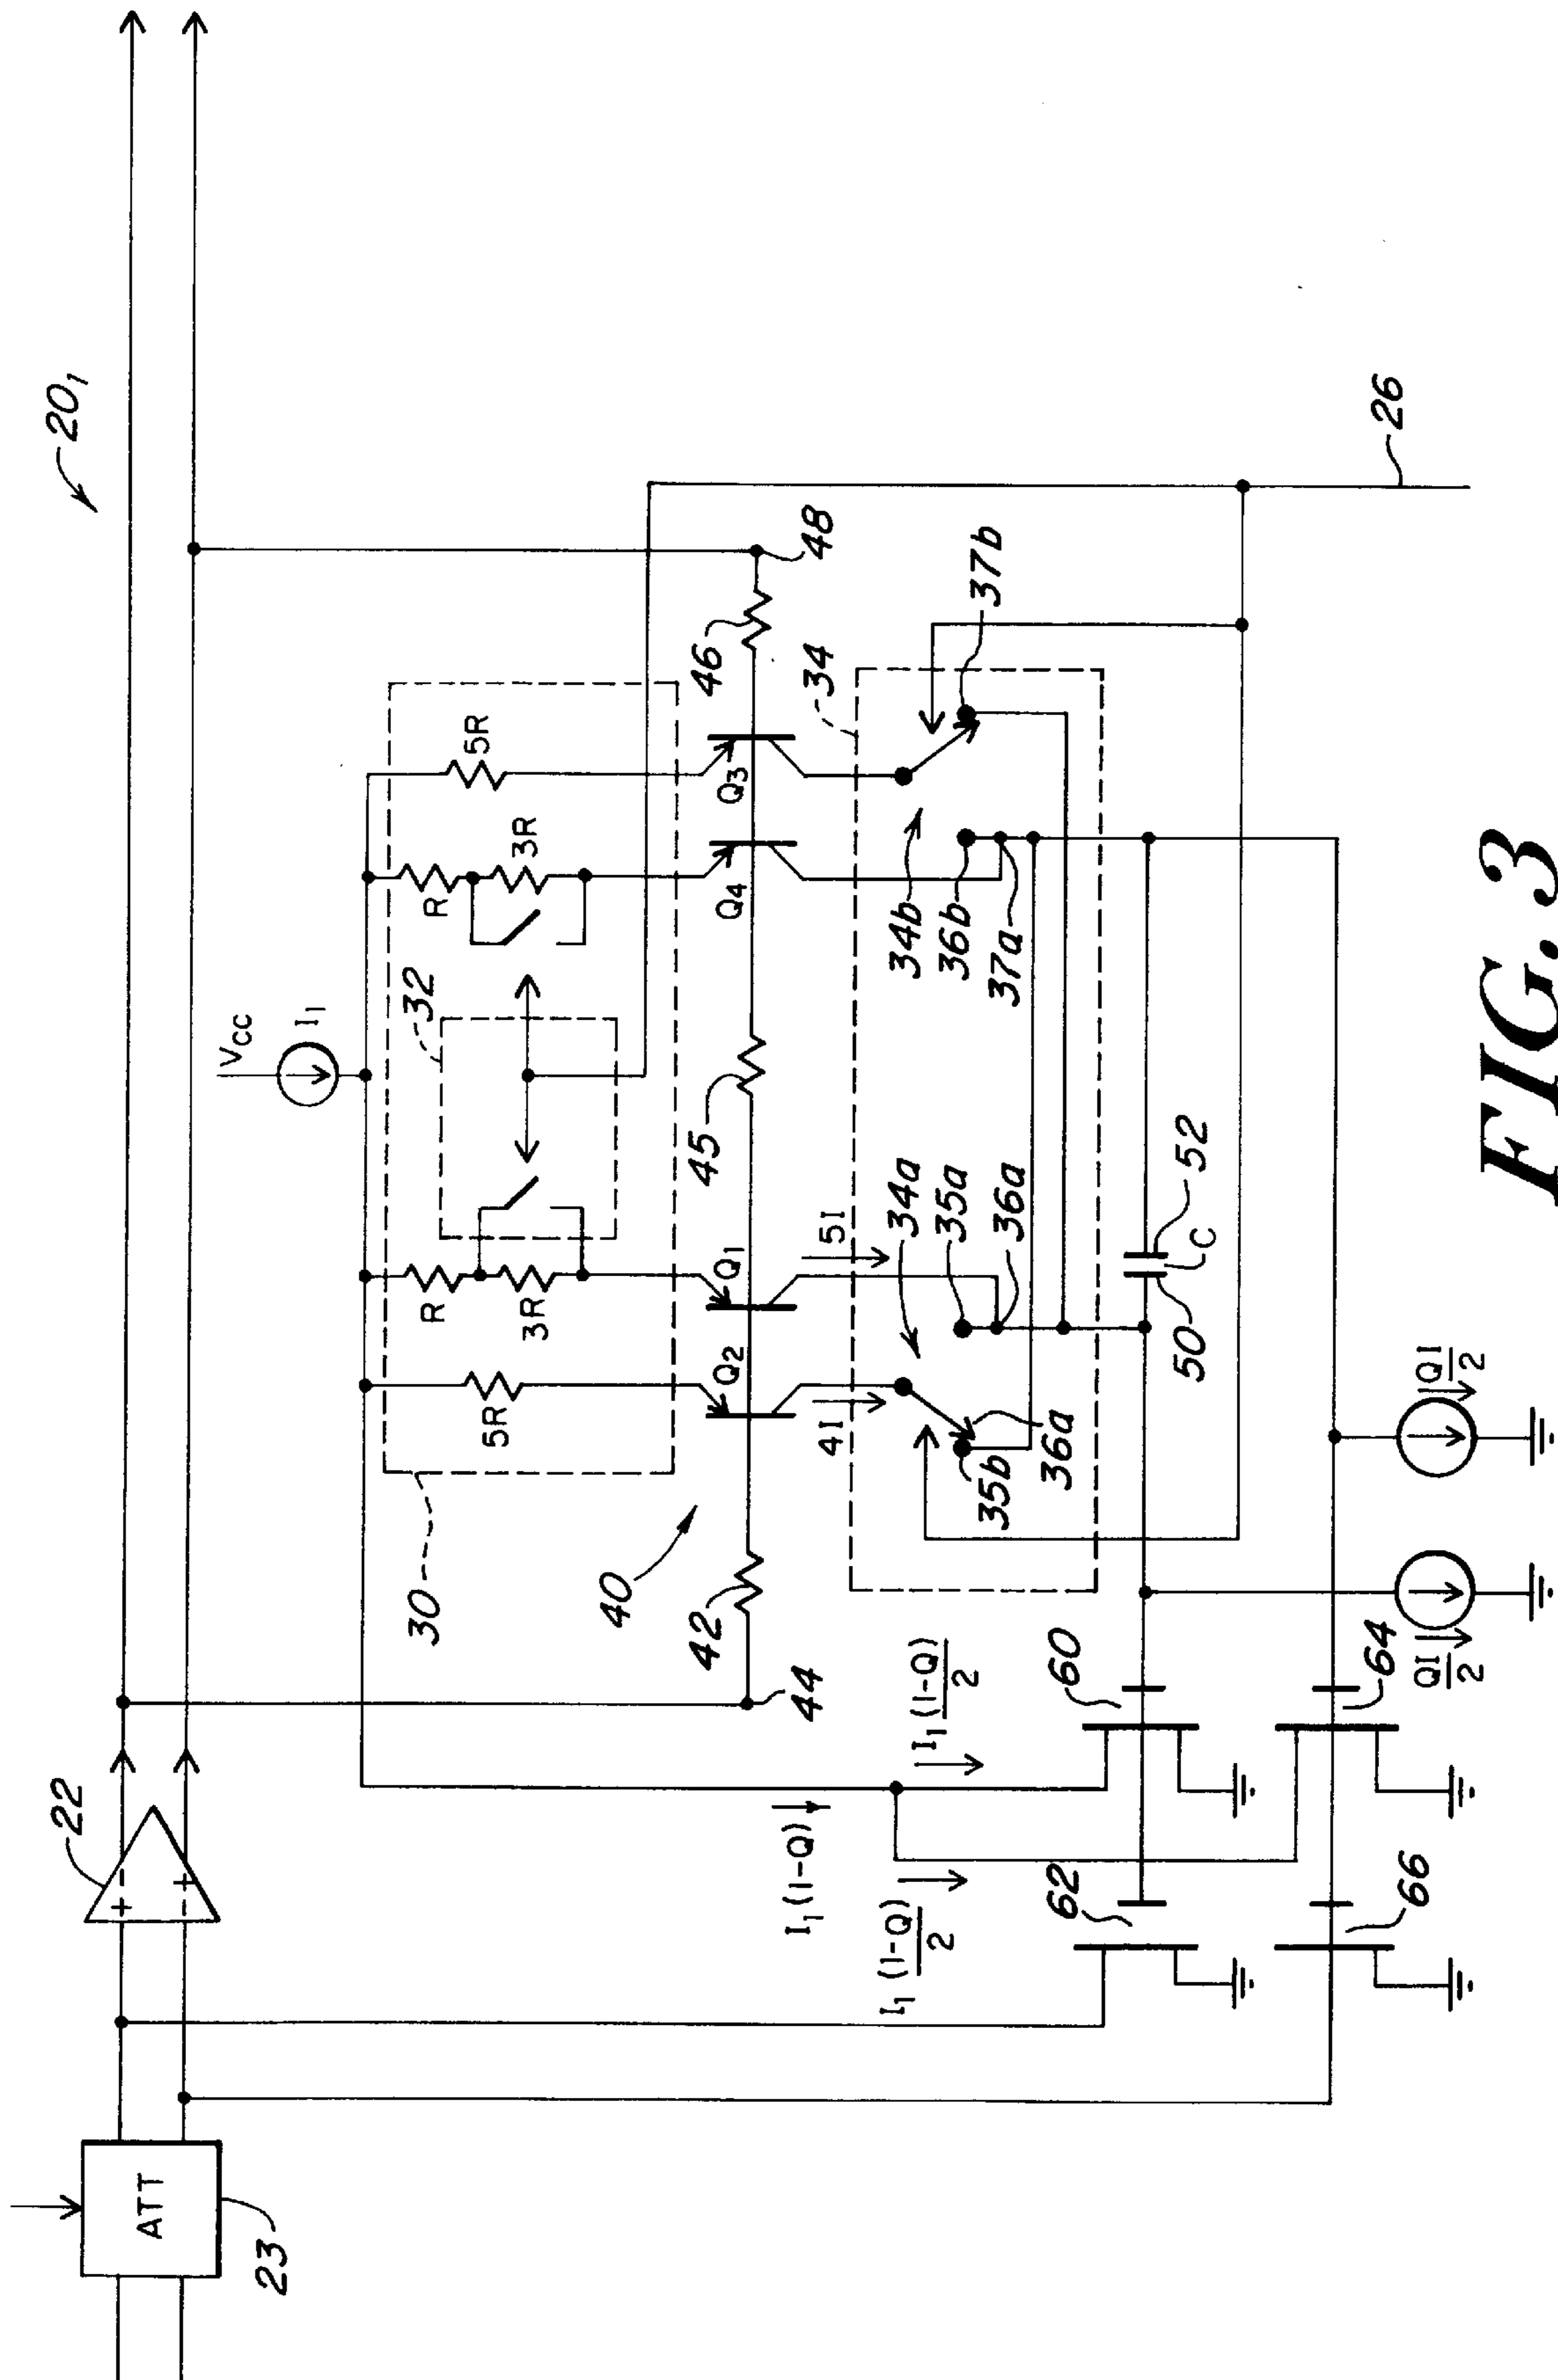 20₁
ATT
23
22
+
+
V_CC
I₁
30
32
R
3R
5R
R
3R
5R
Q₂
Q₁
Q₄
Q₃
40
42
44
45
46
48
4I
5I
34
34a
35a
36a
35b
36a
34b
36b
37a
37b
26
50
52
C
I₁ (1-Q)
I₁ (1-Q)/2
I₁ (1-Q)/2
60
62
64
66
QI/2
QI/2
FIG. 3